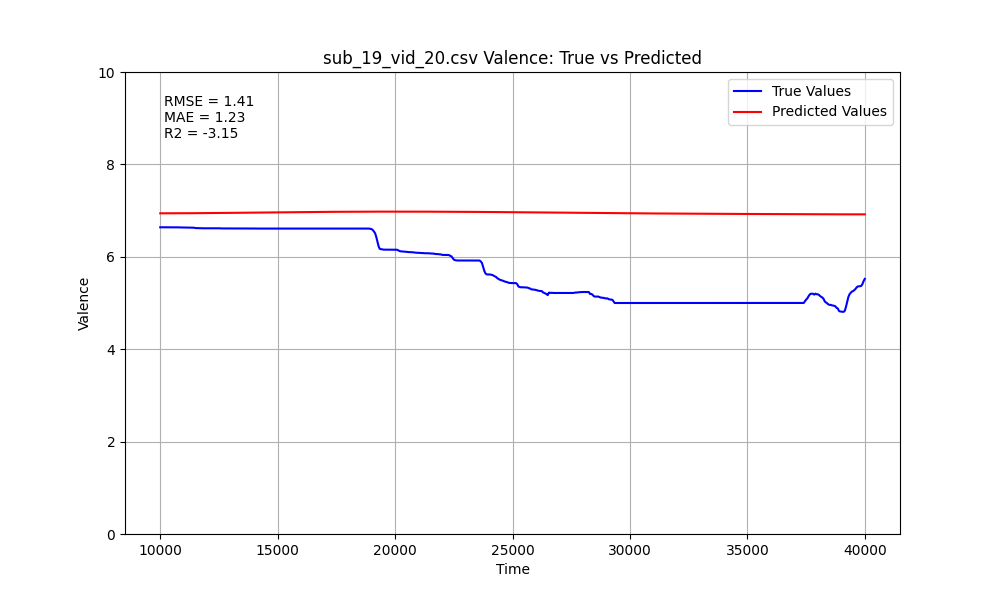 sub_19_vid_20.csv Valence: True vs Predicted
RMSE = 1.41
MAE = 1.23
R2 = -3.15
True Values
Predicted Values
10
8
6
4
2
0
Valence
10000
15000
20000
25000
30000
35000
40000
Time